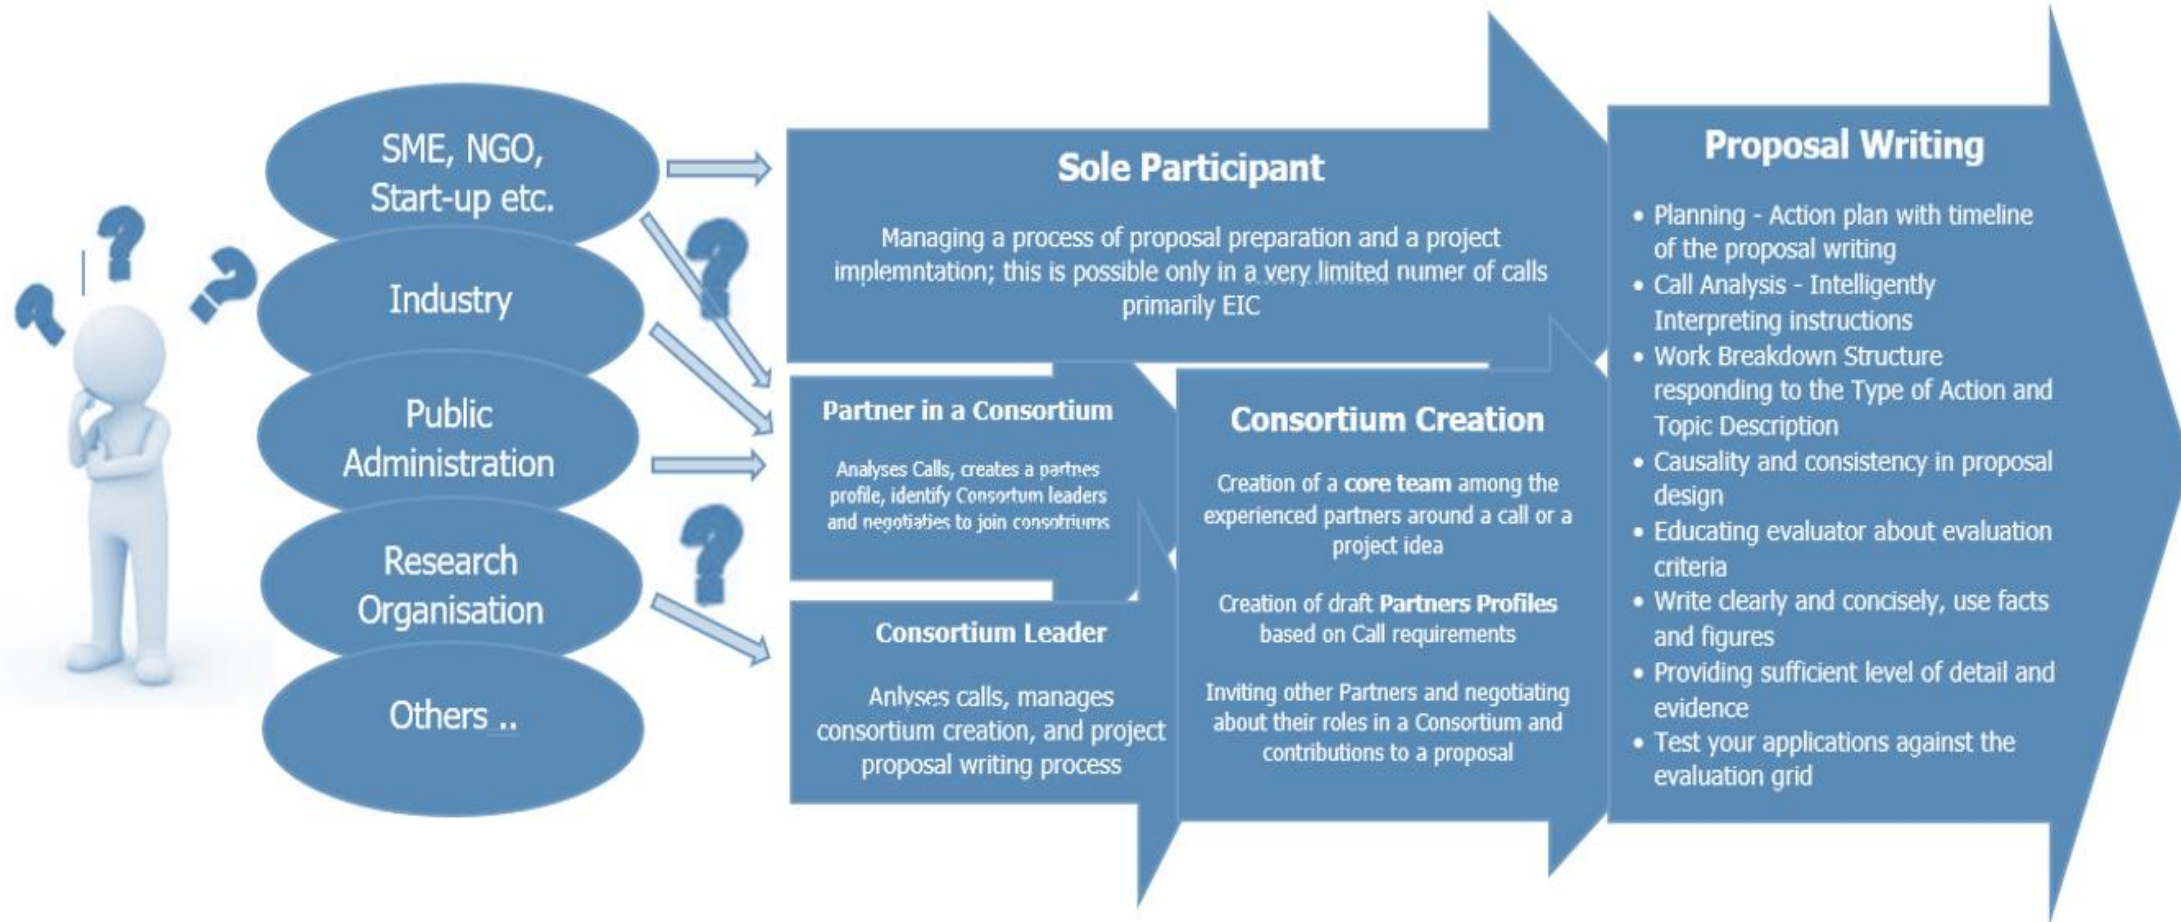 SME, NGO,
Start-up etc.
Industry
Public
Administration
Research
Organisation
Others ..
Sole Participant
Managing a process of proposal preparation and a project
implemntation; this is possible only in a very limited numer of calls
primarily EIC
Partner in a Consortium
Analyses Calls, creates a partnes
profile, identify Consortum leaders
and negotiaties to join consotriums
Consortium Leader
Anlyses calls, manages
consortium creation, and project
proposal writing process
Consortium Creation
Creation of a core team among the
experienced partners around a call or a
project idea
Creation of draft Partners Profiles
based on Call requirements
Inviting other Partners and negotiating
about their roles in a Consortium and
contributions to a proposal
Proposal Writing
• Planning - Action plan with timeline
of the proposal writing
• Call Analysis - Intelligently
Interpreting instructions
• Work Breakdown Structure
responding to the Type of Action and
Topic Description
• Causality and consistency in proposal
design
• Educating evaluator about evaluation
criteria
• Write clearly and concisely, use facts
and figures
• Providing sufficient level of detail and
evidence
• Test your applications against the
evaluation grid